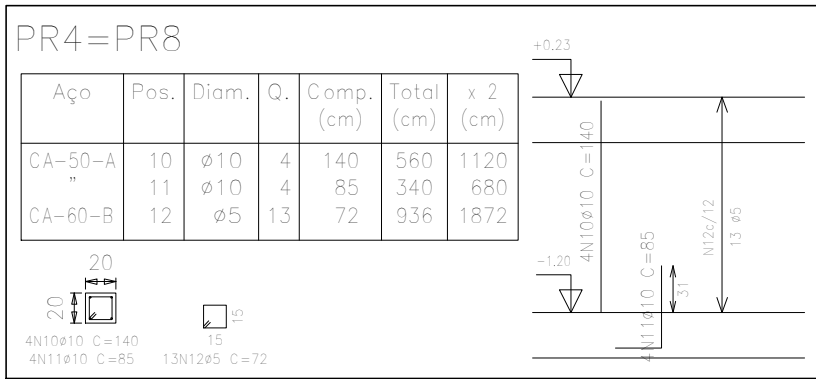 PR4=PR8
Aço Pos. Diam. Q. Comp. (cm) Total (cm) x 2 (cm)
CA-50-A 10 ø10 4 140 560 1120
" 11 ø10 4 85 340 680
CA-60-B 12 ø5 13 72 936 1872
20
20
4N10ø10 C=140
4N11ø10 C=85
15
15
13N12ø5 C=72
+0.23
4N10ø10 C=140
-1.20
4N11ø10 C=85
31
N12c/12
13 ø5